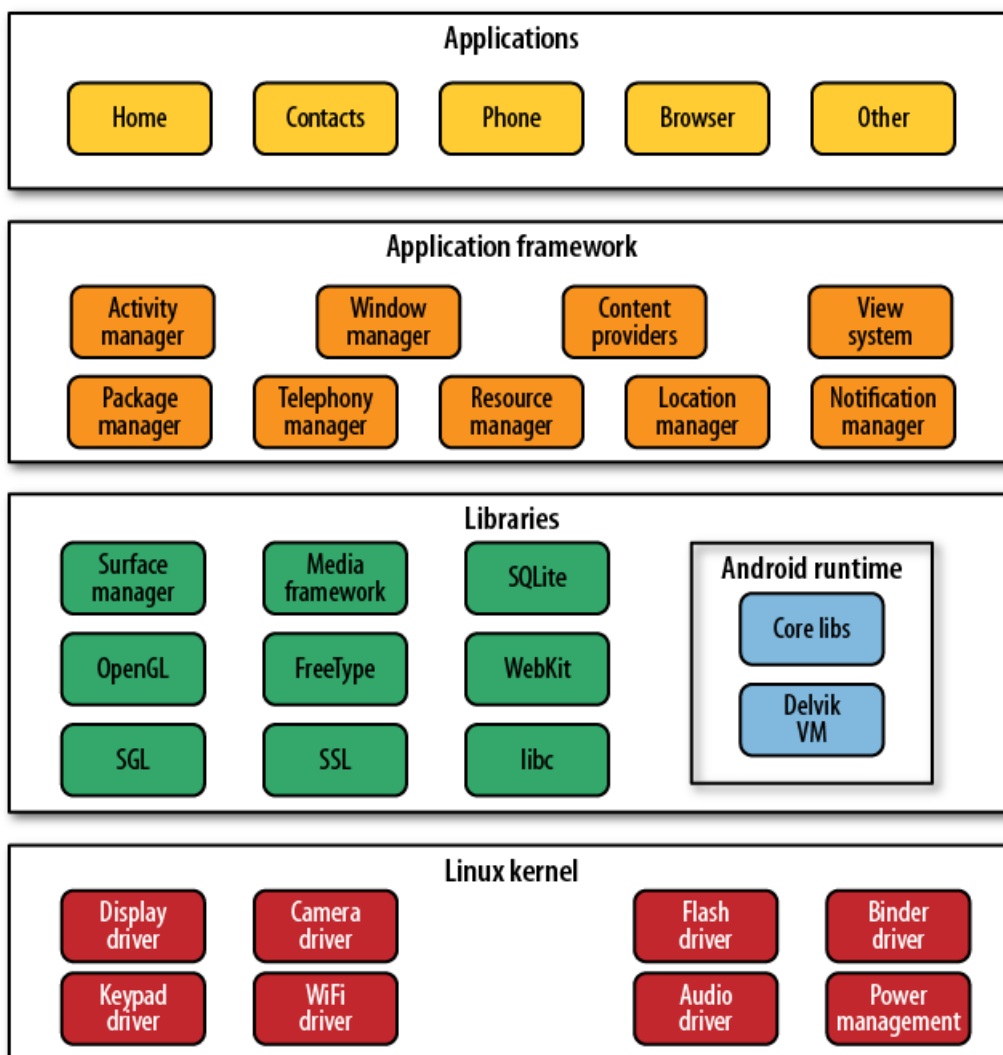 Applications
Home
Contacts
Phone
Browser
Other
Application framework
Activity
manager
Window
manager
Content
providers
View
system
Package
manager
Telephony
manager
Resource
manager
Location
manager
Notification
manager
Libraries
Surface
manager
Media
framework
SQLite
OpenGL
FreeType
WebKit
SGL
SSL
libc
Android runtime
Core libs
Delvik
VM
Linux kernel
Display
driver
Camera
driver
Flash
driver
Binder
driver
Keypad
driver
WiFi
driver
Audio
driver
Power
management